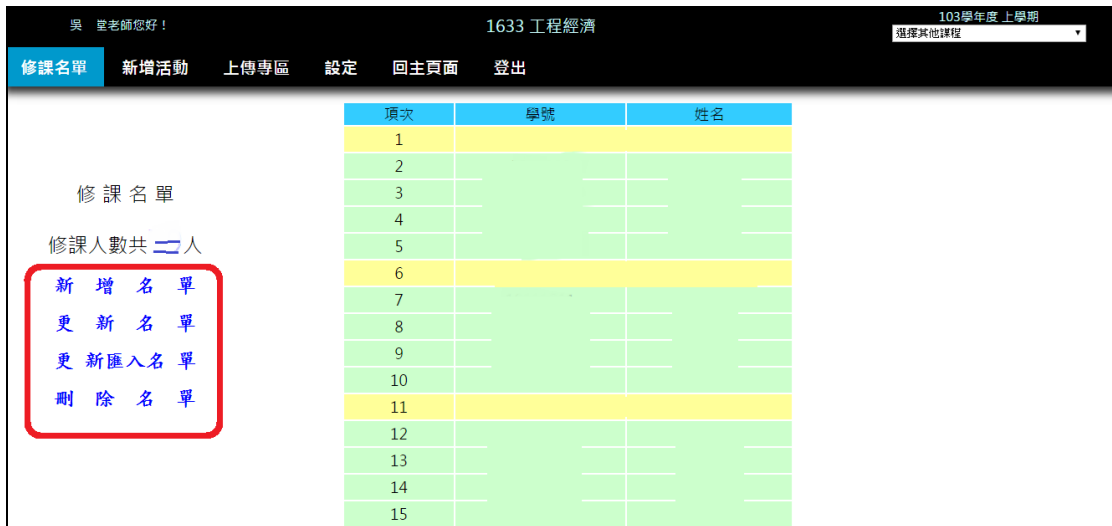 吳 堂老師您好！
1633 工程經濟
103學年度 上學期
選擇其他課程
修課名單 新增活動 上傳專區 設定 回主頁面 登出
項次 學號 姓名
1
2
修課名單
3
4
修課人數共 人
5
6
新增名單
7
更新名單
8
更新匯入名單
9
刪除名單
10
11
12
13
14
15